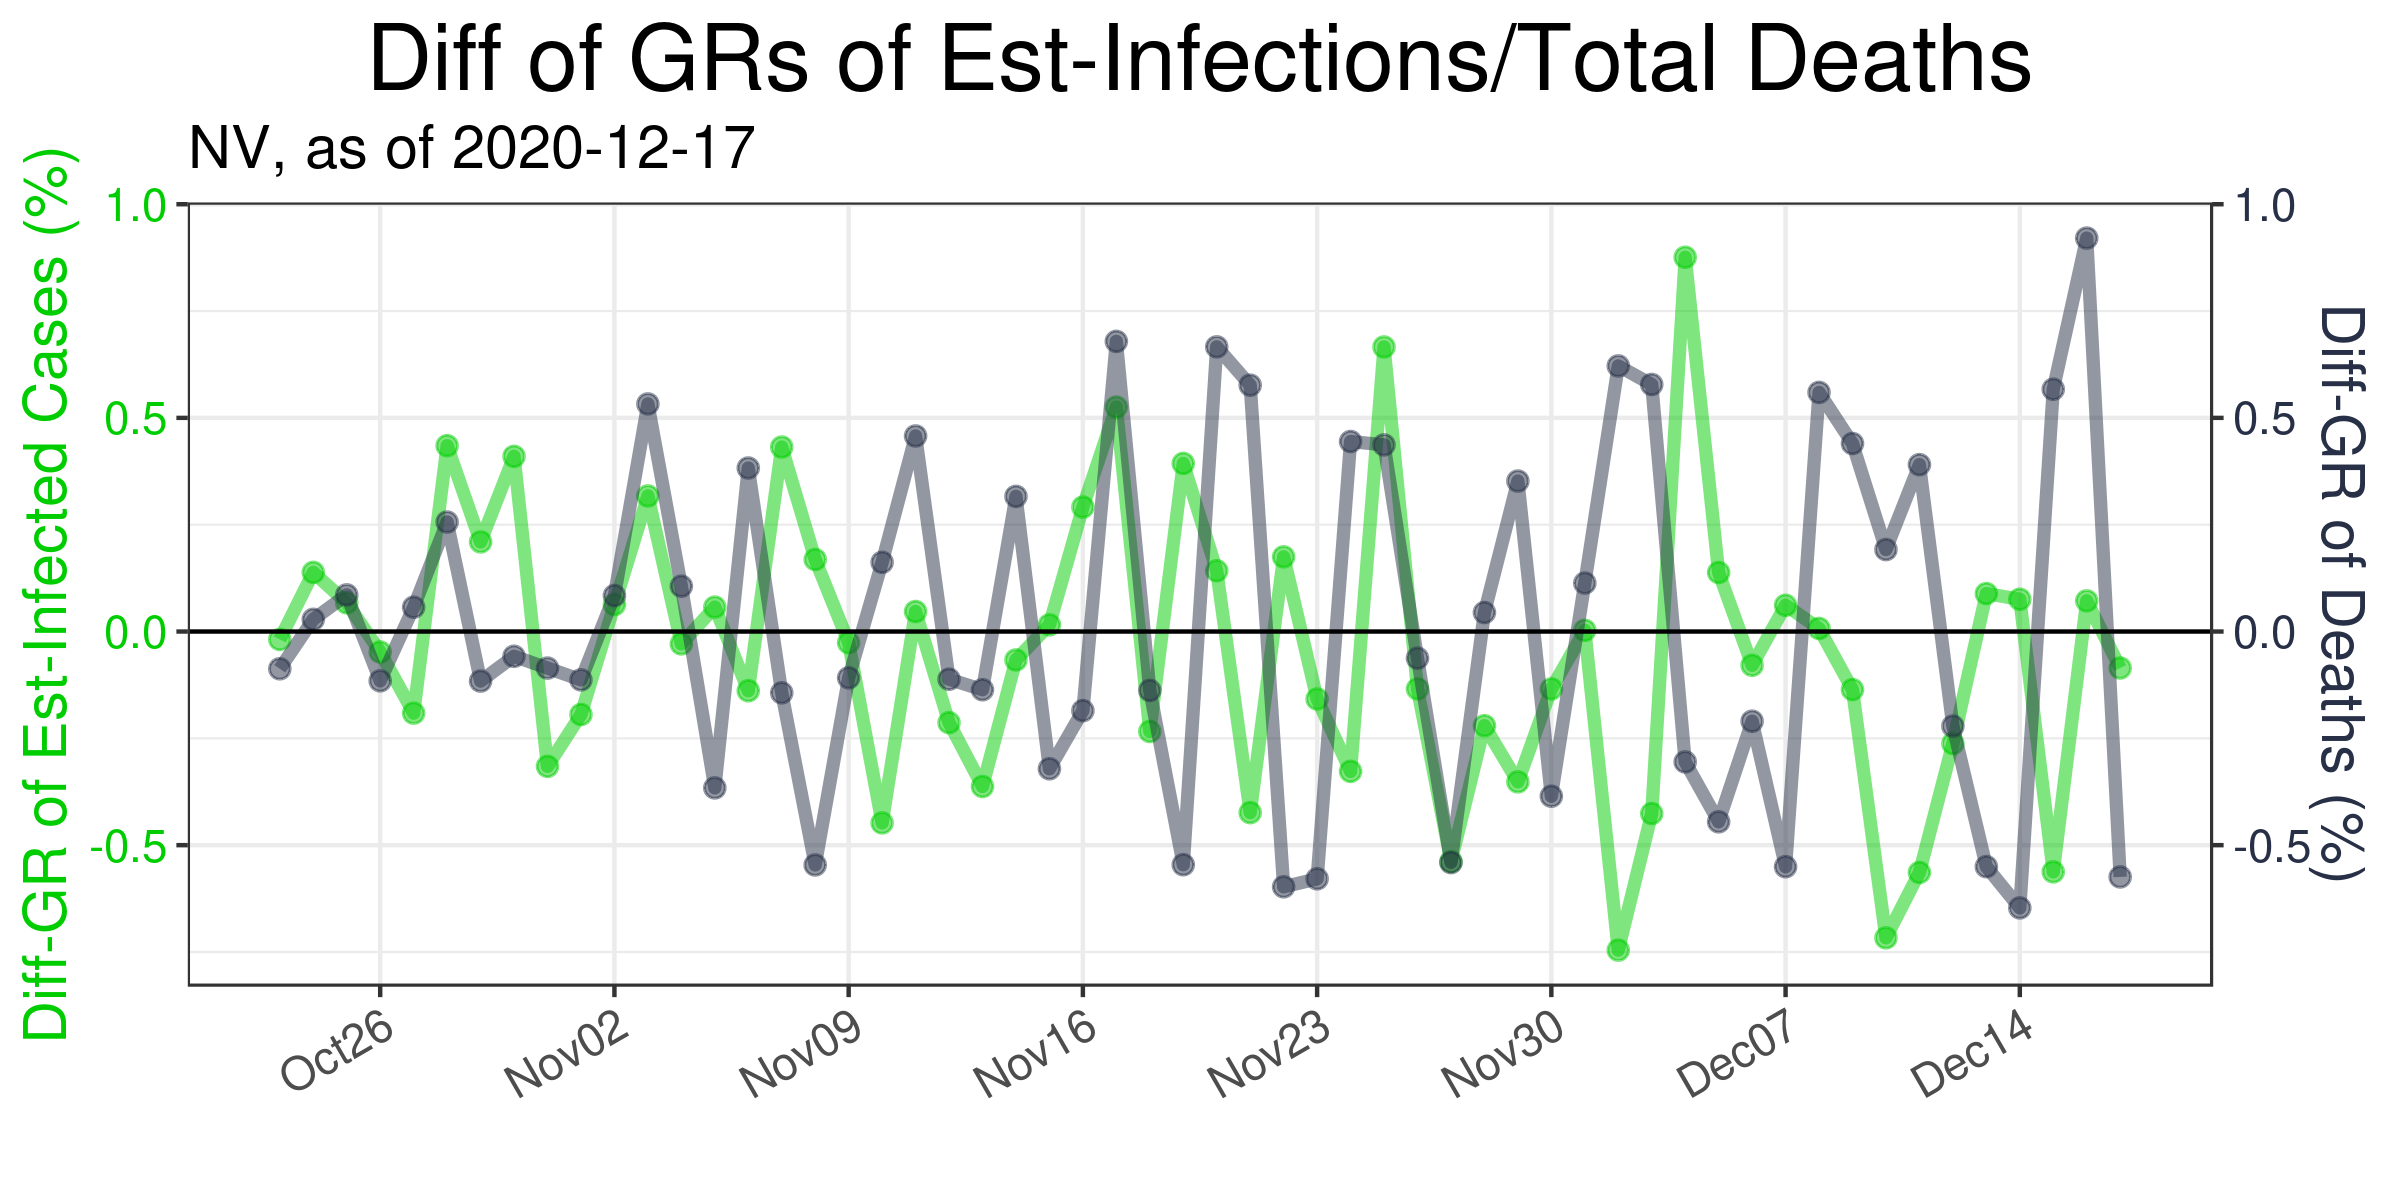 Diff of GRs of Est-Infections/Total Deaths
NV, as of 2020-12-17
Diff-GR of Est-Infected Cases (%)
1.0
0.5
0.0
-0.5
1.0
0.5
0.0
-0.5
Diff-GR of Deaths (%)
Oct26
Nov02
Nov09
Nov16
Nov23
Nov30
Dec07
Dec14